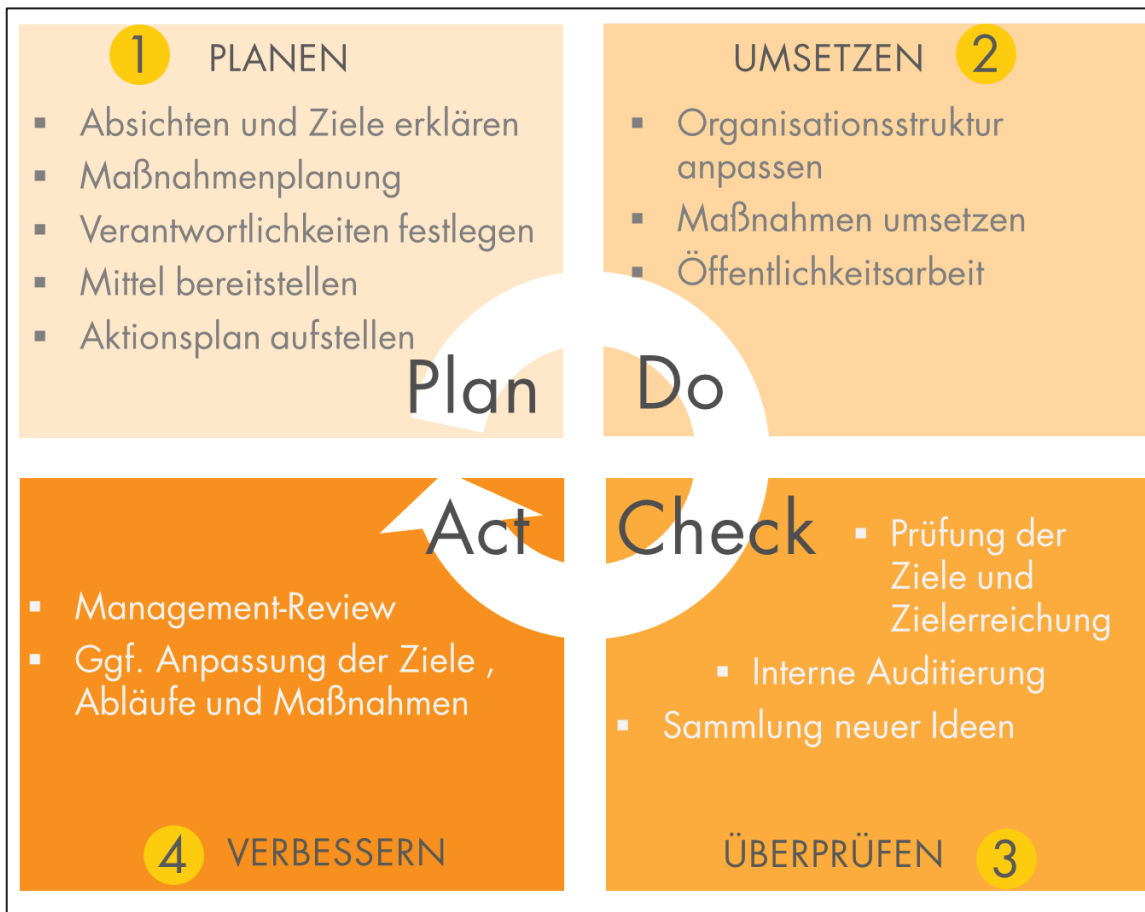 1 PLANEN
▪ Absichten und Ziele erklären
▪ Maßnahmenplanung
▪ Verantwortlichkeiten festlegen
▪ Mittel bereitstellen
▪ Aktionsplan aufstellen
Plan
UMSETZEN 2
▪ Organisationsstruktur
anpassen
▪ Maßnahmen umsetzen
▪ Öffentlichkeitsarbeit
Do
Check
▪ Prüfung der
Ziele und
Zielerreichung
▪ Interne Auditierung
▪ Sammlung neuer Ideen
ÜBERPRÜFEN 3
Act
▪ Management-Review
▪ Ggf. Anpassung der Ziele ,
Abläufe und Maßnahmen
4 VERBESSERN